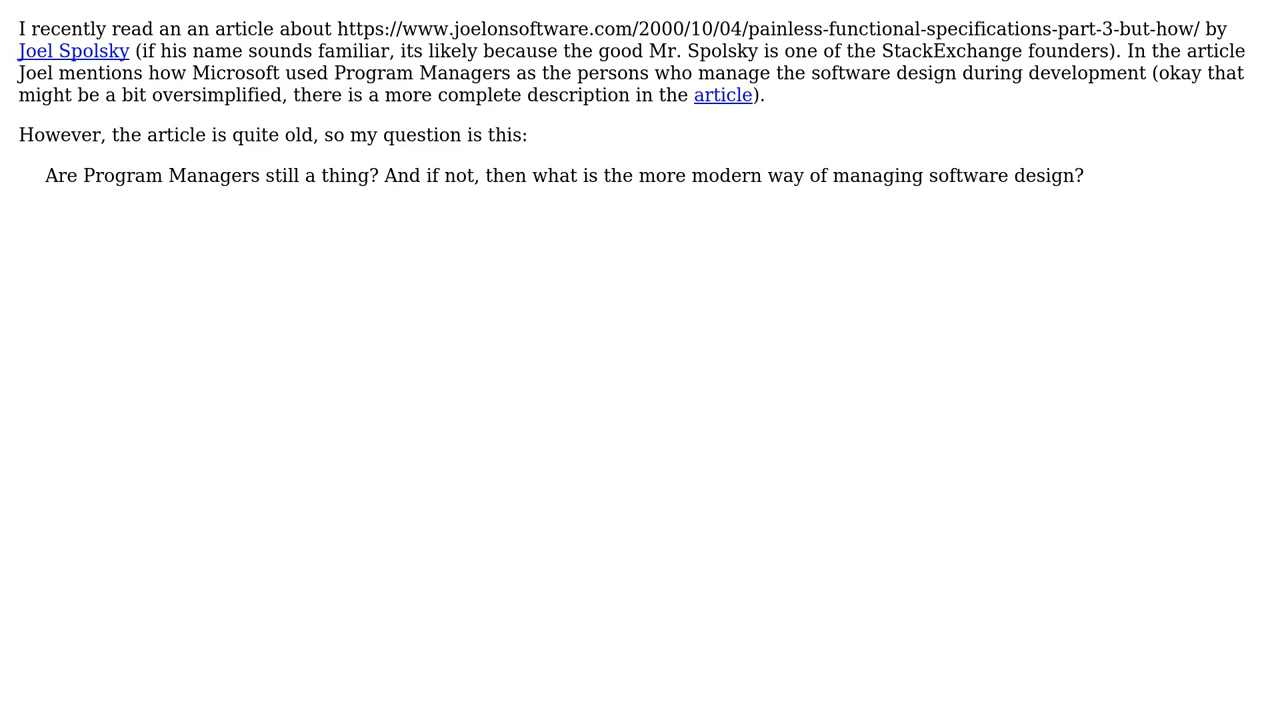 I recently read an an article about https://www.joelonsoftware.com/2000/10/04/painless-functional-specifications-part-3-but-how/ by
Joel Spolsky (if his name sounds familiar, its likely because the good Mr. Spolsky is one of the StackExchange founders). In the article
Joel mentions how Microsoft used Program Managers as the persons who manage the software design during development (okay that
might be a bit oversimplified, there is a more complete description in the article).
However, the article is quite old, so my question is this:
Are Program Managers still a thing? And if not, then what is the more modern way of managing software design?